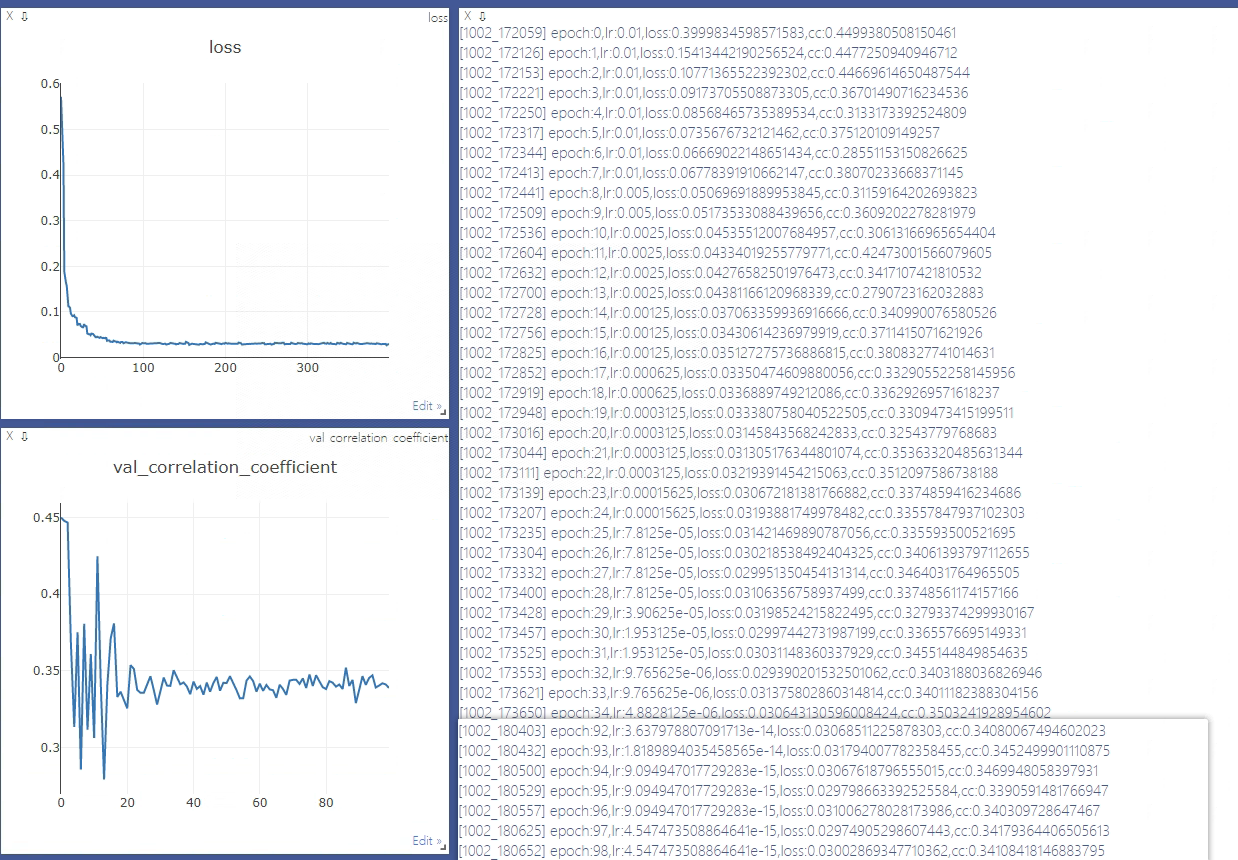 X ⇩ loss
loss
0.6
0.5
0.4
0.3
0.2
0.1
0
0 100 200 300
Edit »
X ⇩ val_correlation_coefficient
val_correlation_coefficient
0.45
0.4
0.35
0.3
0 20 40 60 80
Edit »
X ⇩
[1002_172059] epoch:0,lr:0.01,loss:0.3999834598571583,cc:0.4499380508150461
[1002_172126] epoch:1,lr:0.01,loss:0.15413442190256524,cc:0.4477250940946712
[1002_172153] epoch:2,lr:0.01,loss:0.10771365522392302,cc:0.44669614650487544
[1002_172221] epoch:3,lr:0.01,loss:0.09173705508873305,cc:0.36701490716234536
[1002_172250] epoch:4,lr:0.01,loss:0.08568465735389534,cc:0.3133173392524809
[1002_172317] epoch:5,lr:0.01,loss:0.0735676732121462,cc:0.375120109149257
[1002_172344] epoch:6,lr:0.01,loss:0.06669022148651434,cc:0.28551153150826625
[1002_172413] epoch:7,lr:0.01,loss:0.06778391910662147,cc:0.38070233668371145
[1002_172441] epoch:8,lr:0.005,loss:0.05069691889953845,cc:0.31159164202693823
[1002_172509] epoch:9,lr:0.005,loss:0.05173533088439656,cc:0.3609202278281979
[1002_172536] epoch:10,lr:0.0025,loss:0.04535512007684957,cc:0.30613166965654404
[1002_172604] epoch:11,lr:0.0025,loss:0.04334019255779771,cc:0.42473001566079605
[1002_172632] epoch:12,lr:0.0025,loss:0.04276582501976473,cc:0.3417107421810532
[1002_172700] epoch:13,lr:0.0025,loss:0.04381166120968339,cc:0.2790723162032883
[1002_172728] epoch:14,lr:0.00125,loss:0.037063359936916666,cc:0.340990076580526
[1002_172756] epoch:15,lr:0.00125,loss:0.03430614236979919,cc:0.3711415071621926
[1002_172825] epoch:16,lr:0.00125,loss:0.035127275736886815,cc:0.3808327741014631
[1002_172852] epoch:17,lr:0.000625,loss:0.03350474609880056,cc:0.33290552258145956
[1002_172919] epoch:18,lr:0.000625,loss:0.0336889749212086,cc:0.33629269571618237
[1002_172948] epoch:19,lr:0.0003125,loss:0.033380758040522505,cc:0.3309473415199511
[1002_173016] epoch:20,lr:0.0003125,loss:0.03145843568242833,cc:0.32543779768683
[1002_173044] epoch:21,lr:0.0003125,loss:0.031305176344801074,cc:0.35363320485631344
[1002_173111] epoch:22,lr:0.0003125,loss:0.03219391454215063,cc:0.3512097586738188
[1002_173139] epoch:23,lr:0.00015625,loss:0.030672181381766882,cc:0.3374859416234686
[1002_173207] epoch:24,lr:0.00015625,loss:0.03193881749978482,cc:0.33557847937102303
[1002_173235] epoch:25,lr:7.8125e-05,loss:0.031421469890787056,cc:0.335593500521695
[1002_173304] epoch:26,lr:7.8125e-05,loss:0.030218538492404325,cc:0.34061393797112655
[1002_173332] epoch:27,lr:7.8125e-05,loss:0.029951350454131314,cc:0.3464031764965505
[1002_173400] epoch:28,lr:7.8125e-05,loss:0.03106356758937499,cc:0.33748561174157166
[1002_173428] epoch:29,lr:3.90625e-05,loss:0.03198524215822495,cc:0.32793374299930167
[1002_173457] epoch:30,lr:1.953125e-05,loss:0.02997442731987199,cc:0.3365576695149331
[1002_173525] epoch:31,lr:1.953125e-05,loss:0.03031148360337929,cc:0.3455144849854635
[1002_173553] epoch:32,lr:9.765625e-06,loss:0.029390201532501062,cc:0.3403188036826946
[1002_173621] epoch:33,lr:9.765625e-06,loss:0.031375802860314814,cc:0.34011182388304156
[1002_173650] epoch:34,lr:4.8828125e-06,loss:0.030643130596008424,cc:0.3503241928954602
[1002_180403] epoch:92,lr:3.637978807091713e-14,loss:0.03068511225878303,cc:0.34080067494602023
[1002_180432] epoch:93,lr:1.8189894035458565e-14,loss:0.031794007782358455,cc:0.3452499901110875
[1002_180500] epoch:94,lr:9.094947017729283e-15,loss:0.03067618796555015,cc:0.3469948058397931
[1002_180529] epoch:95,lr:9.094947017729283e-15,loss:0.029798663392525584,cc:0.3390591481766947
[1002_180557] epoch:96,lr:9.094947017729283e-15,loss:0.031006278028173986,cc:0.340309728647467
[1002_180625] epoch:97,lr:4.547473508864641e-15,loss:0.02974905298607443,cc:0.34179364406505613
[1002_180652] epoch:98,lr:4.547473508864641e-15,loss:0.03002869347710362,cc:0.34108418146883795